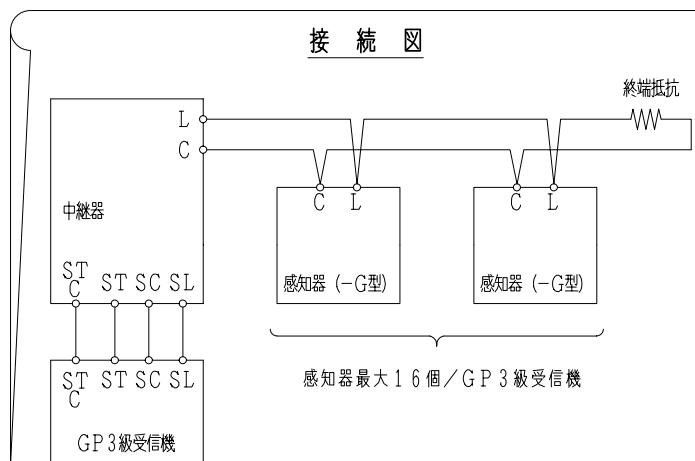 接続図
終端抵抗
L
C
中継器
C L
C L
感知器(-G型)
感知器(-G型)
STC ST SC SL
感知器最大16個/GP3級受信機
STC ST SC SL
GP3級受信機